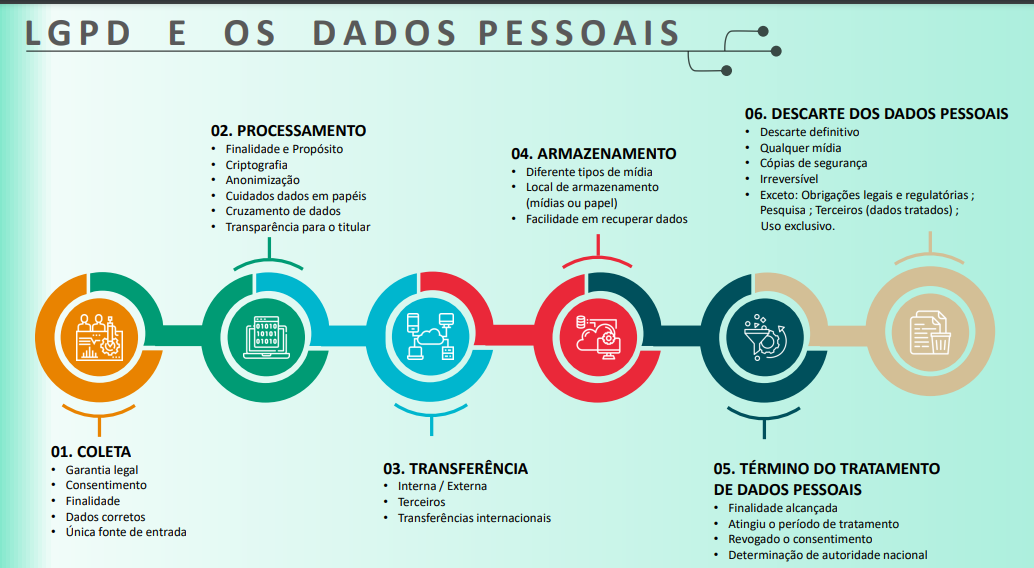 LGPD E OS DADOS PESSOAIS
01. COLETA
• Garantia legal
• Consentimento
• Finalidade
• Dados corretos
• Única fonte de entrada
02. PROCESSAMENTO
• Finalidade e Propósito
• Criptografia
• Anonimização
• Cuidados dados em papéis
• Cruzamento de dados
• Transparência para o titular
03. TRANSFERÊNCIA
• Interna / Externa
• Terceiros
• Transferências internacionais
04. ARMAZENAMENTO
• Diferente tipos de mídia
• Local de armazenamento
(mídias ou papel)
• Facilidade em recuperar dados
05. TÉRMINO DO TRATAMENTO
DE DADOS PESSOAIS
• Finalidade alcançada
• Atingiu o período de tratamento
• Revogado o consentimento
• Determinação de autoridade nacional
06. DESCARTE DOS DADOS PESSOAIS
• Descarte definitivo
• Qualquer mídia
• Cópias de segurança
• Irreversível
• Exceto: Obrigações legais e regulatórias ;
Pesquisa ; Terceiros (dados tratados) ;
Uso exclusivo.
01010
10101
01010